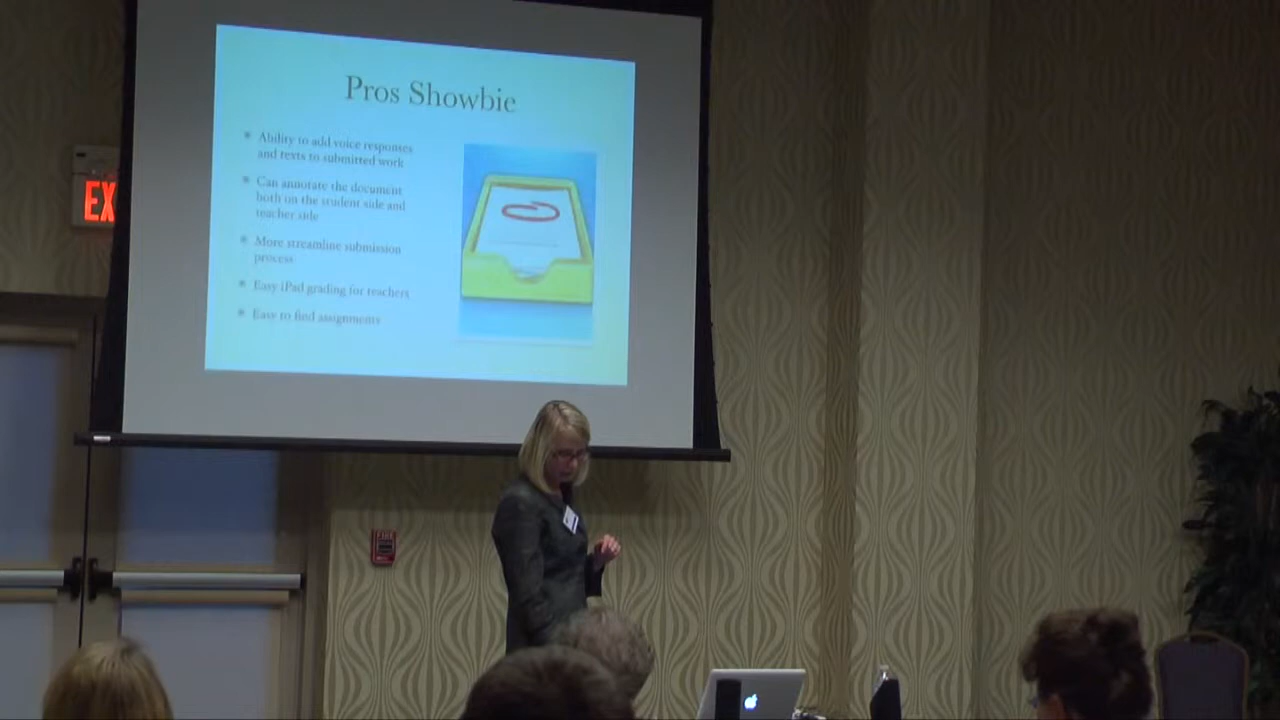 Pros Showbie
Ability to add voice responses
and texts to submitted work
Can annotate the document
both on the student side and
teacher side
More streamline submission
process
Easy iPad grading for teachers
Easy to find assignments
EX
FIRE